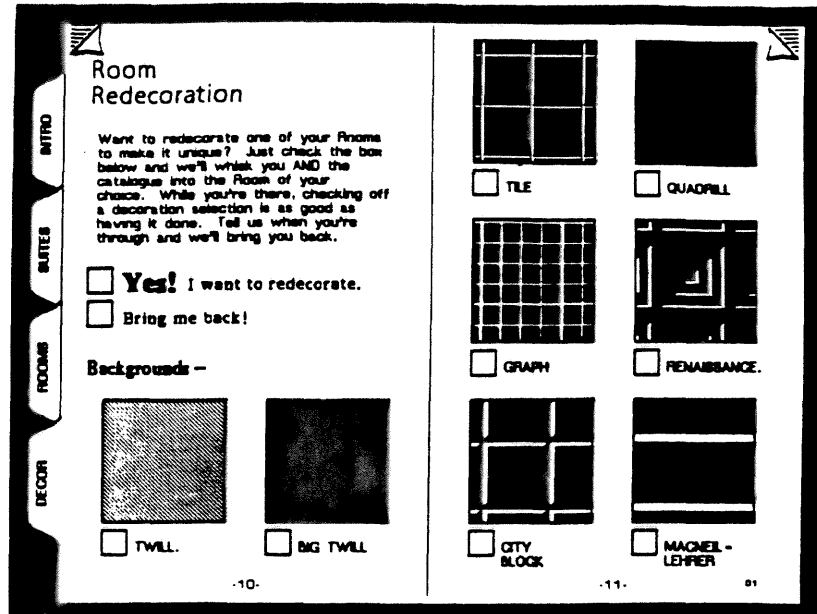 INTRO
SUITES
ROOMS
DECOR
Room
Redecoration
Want to redecorate one of your Rooms
to make it unique? Just check the box
below and we'll whisk you AND the
catalogue into the Room of your
choice. While you're there, checking off
a decoration selection is as good as
having it done. Tell us when you're
through and we'll bring you back.
Yes! I want to redecorate.
Bring me back!
Backgrounds –
TWILL.
BIG TWILL
-10-
TILE
QUADRILL
GRAPH
RENAISSANCE.
CITY
BLOCK
MACNEIL -
LEHRER
-11-
81